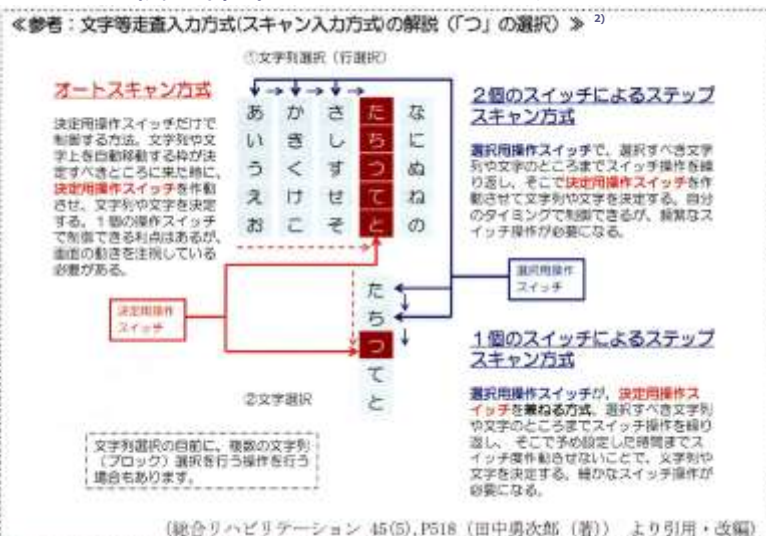 ≪参考：文字等走査入力方式(スキャン入力方式)の解説（「つ」の選択）≫ 2)
①文字列選択（行選択）
オートスキャン方式
決定用操作スイッチだけで
制御する方法。文字列や文
字上を自動移動する枠が決
定すべきところに来た時に、
決定用操作スイッチを作動
させ、文字列や文字を決定
する。１個の操作スイッチ
で制御できる利点はあるが、
画面の動きを注視している
必要がある。
あ か さ た な
い き し ち に
う く す つ ぬ
え け せ て ね
お こ そ と の
２個のスイッチによるステップ
スキャン方式
選択用操作スイッチで、選択すべき文字
列や文字のところまでスイッチ操作を繰
り返し、そこで決定用操作スイッチを作
動させて文字列や文字を決定する。自分
のタイミングで制御できるが、頻繁なス
イッチ操作が必要になる。
選択用操作
スイッチ
決定用操作
スイッチ
た
ち
つ
て
と
②文字選択
１個のスイッチによるステップ
スキャン方式
選択用操作スイッチが、決定用操作ス
イッチを兼ねる方式。選択すべき文字列
や文字のところまでスイッチ操作を繰り
返し、そこで予め設定した時間までス
イッチ度作動させないことで、文字列や
文字を決定する。細かなスイッチ操作が
必要になる。
文字列選択の自前に、複数の文字列
（ブロック）選択を行う操作を行う
場合もあります。
(総合リハビリテーション 45(5),P518（田中勇次郎（著）） より引用・改編)